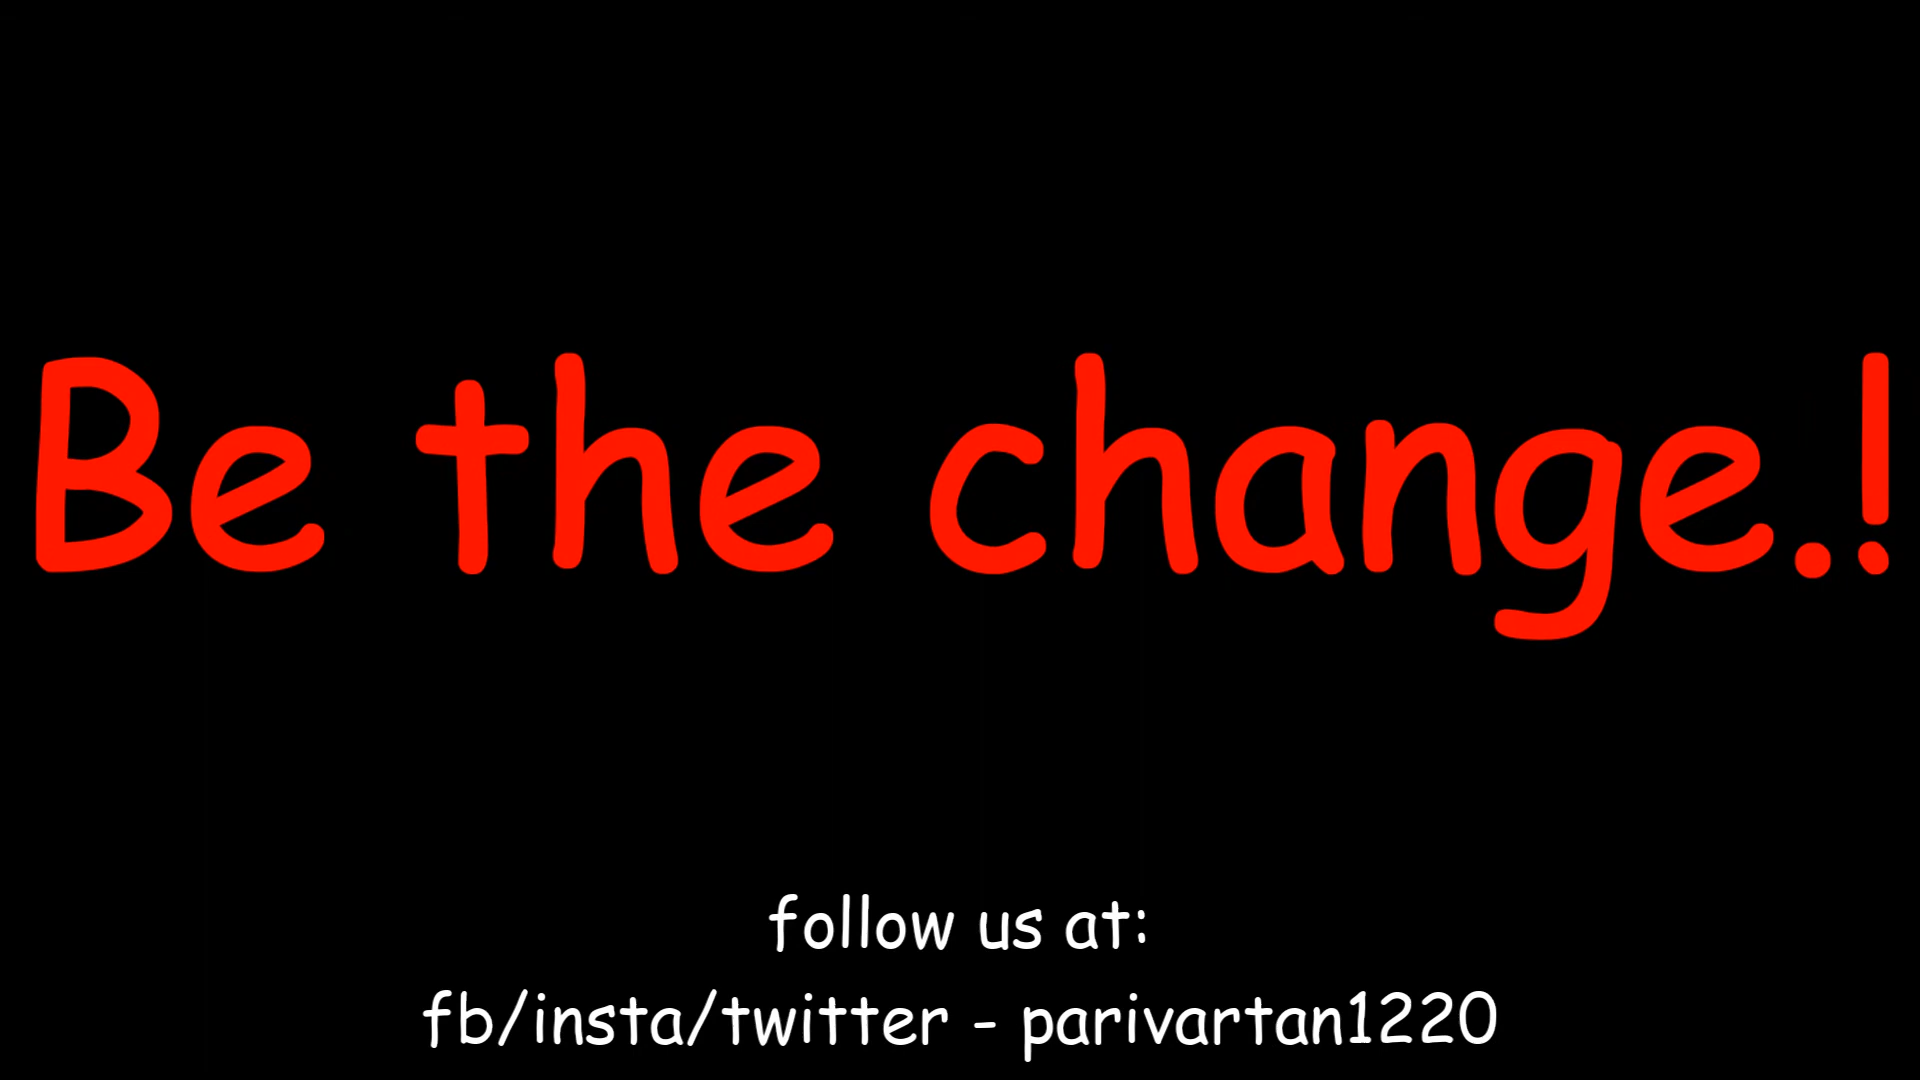 Be the change.!
follow us at:
fb/insta/twitter - parivartan1220